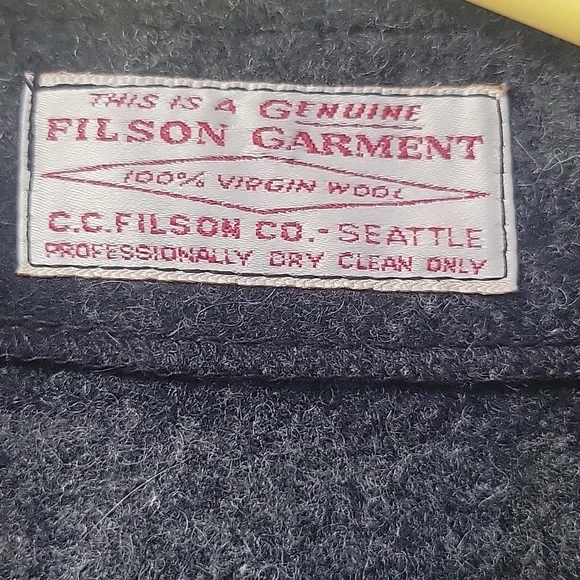 THIS IS A GENUINE
FILSON GARMENT
100% VIRGIN WOOL
C.C.FILSON CO.-SEATTLE
PROFESSIONALLY DRY CLEAN ONLY